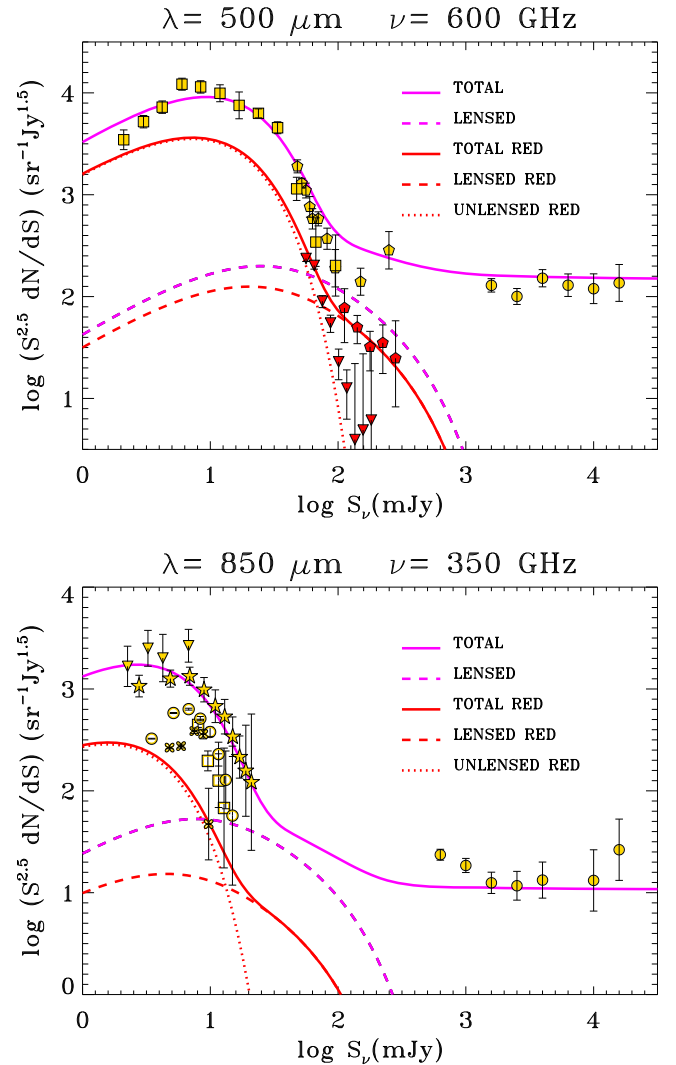 λ= 500 μm ν= 600 GHz
log (S^2.5 dN/dS) (sr^−1Jy^1.5)
4
3
2
1
TOTAL
LENSED
TOTAL RED
LENSED RED
UNLENSED RED
0 1 2 3 4
log S_ν(mJy)
λ= 850 μm ν= 350 GHz
log (S^2.5 dN/dS) (sr^−1Jy^1.5)
4
3
2
1
0
TOTAL
LENSED
TOTAL RED
LENSED RED
UNLENSED RED
0 1 2 3 4
log S_ν(mJy)